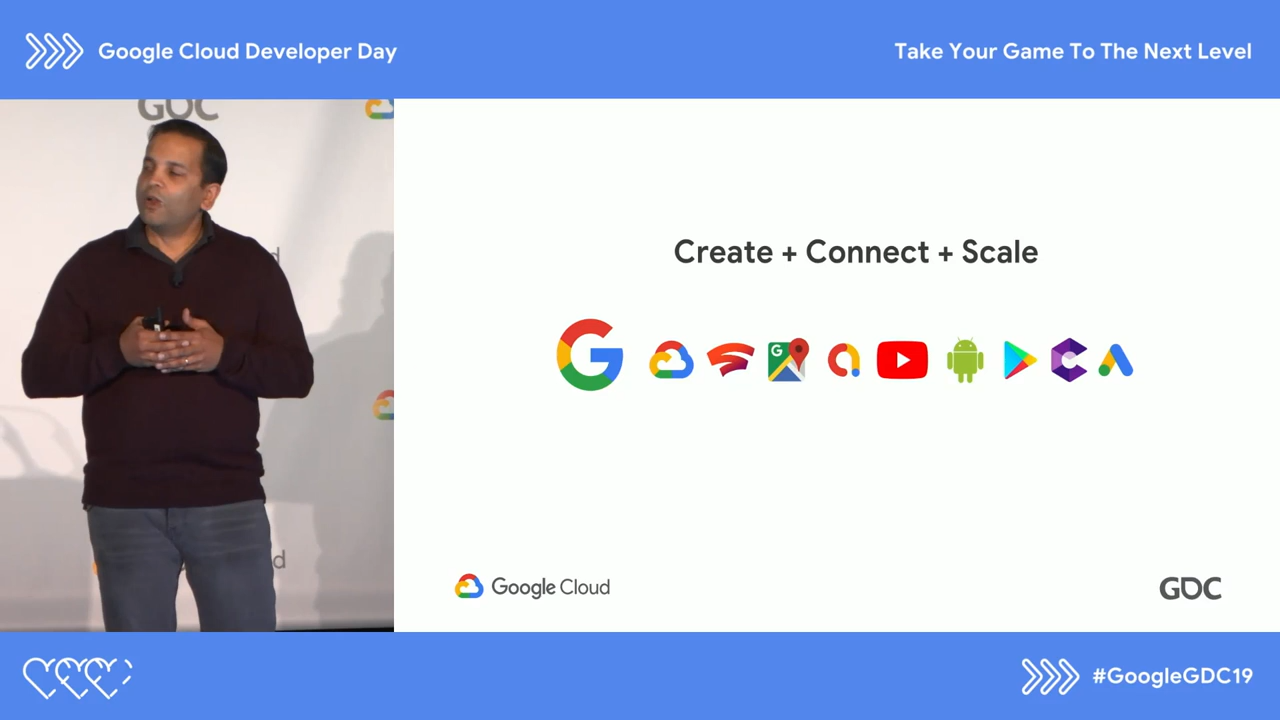 Google Cloud Developer Day
Take Your Game To The Next Level
GDC
Create + Connect + Scale
G
Google Cloud
GDC
d
d
#GoogleGDC19